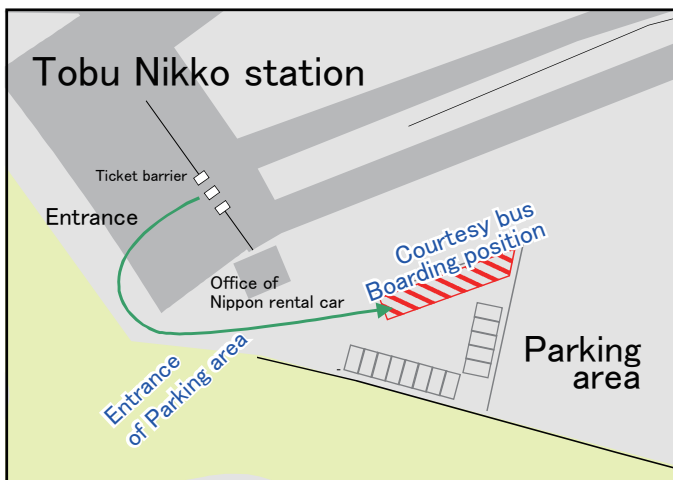 Tobu Nikko station
Ticket barrier
Entrance
Courtesy bus
Boarding position
Office of
Nippon rental car
Entrance
of Parking area
Parking
area